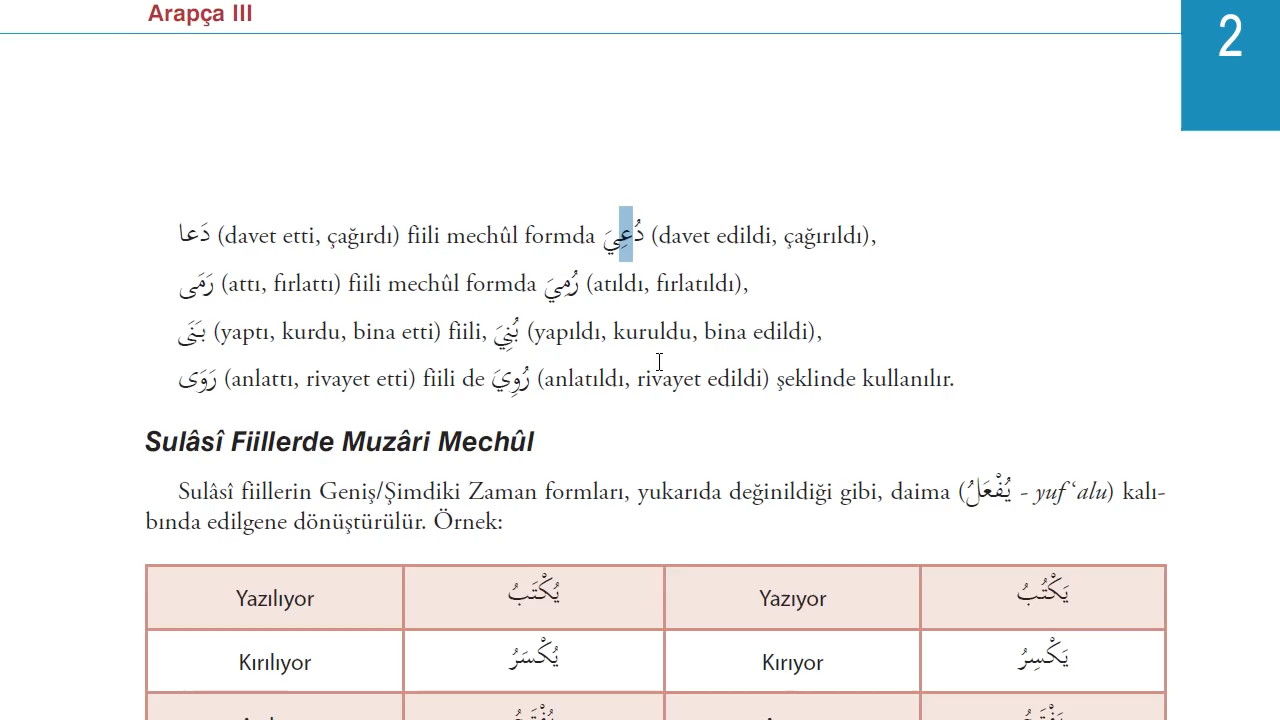 Arapça III
2
دَعا (davet etti, çağırdı) fiili mechûl formda دُعِيَ (davet edildi, çağırıldı),
رَمَى (attı, fırlattı) fiili mechûl formda رُمِيَ (atıldı, fırlatıldı),
بَنَى (yaptı, kurdu, bina etti) fiili, بُنِيَ (yapıldı, kuruldu, bina edildi),
رَوَى (anlattı, rivayet etti) fiili de رُوِيَ (anlatıldı, rivayet edildi) şeklinde kullanılır.
Sulâsî Fiillerde Muzâri Mechûl
Sulâsî fiillerin Geniş/Şimdiki Zaman formları, yukarıda değinildiği gibi, daima (يُفْعَلُ - yufʿalu) kalı-
bında edilgene dönüştürülür. Örnek:
Yazılıyor يُكْتَبُ Yazıyor يَكْتُبُ
Kırılıyor يُكْسَرُ Kırıyor يَكْسِرُ